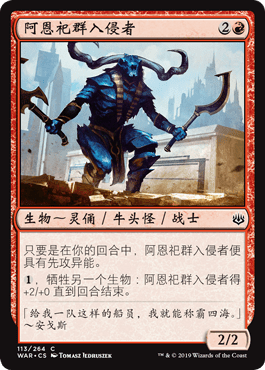 阿恩祀群入侵者 2
生物～灵俑／牛头怪／战士
只要是在你的回合中，阿恩祀群入侵者便
具有先攻异能。
1，牺牲另一个生物：阿恩祀群入侵者得
+2/+0 直到回合结束。
「给我一队这样的船员，我就能称霸四海。」
～安戈斯
2/2
113/264 C
WAR • CS TOMASZ JEDRUSZEK
™ & © 2019 Wizards of the Coast